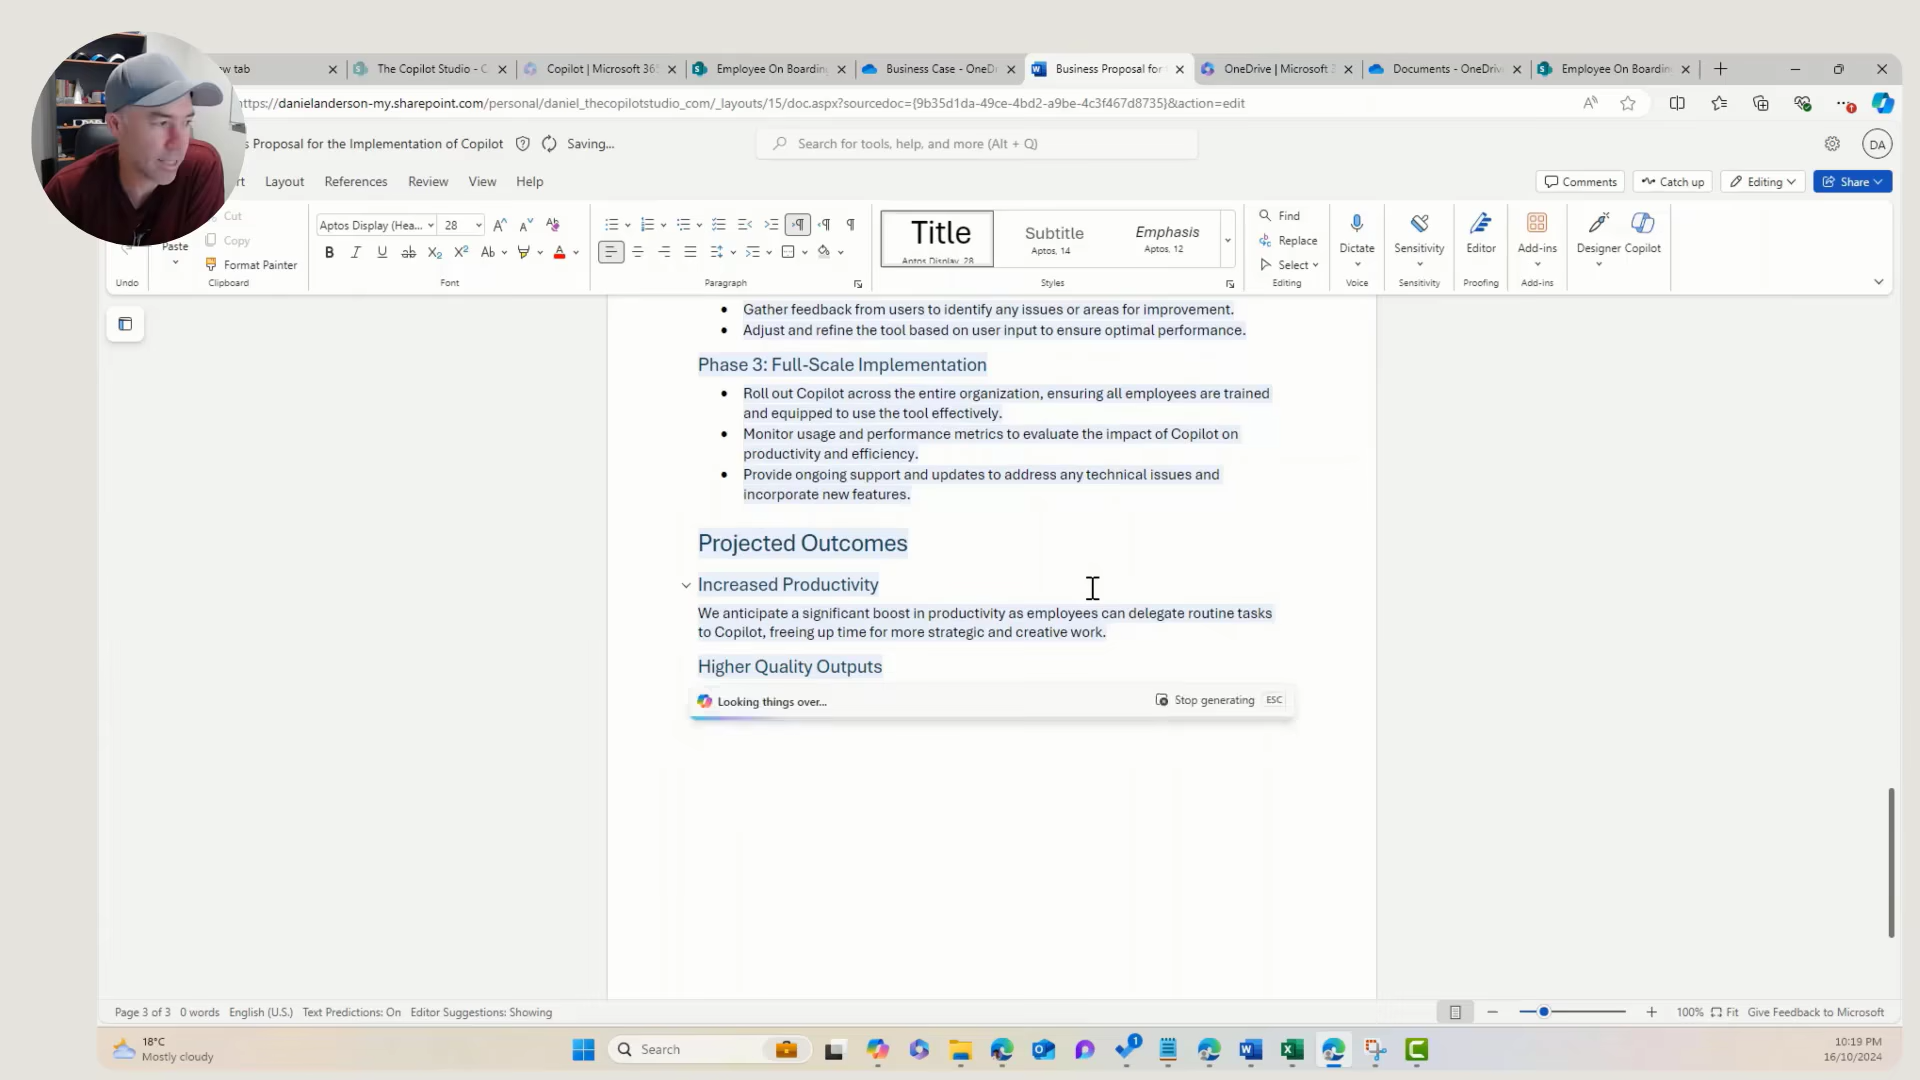 w tab
The Copilot Studio - C
Copilot | Microsoft 36
Employee On Boarding
Business Case - OneDr
Business Proposal for
OneDrive | Microsoft 3
Documents - OneDrive
Employee On Boarding
https://danielanderson-my.sharepoint.com/personal/daniel_thecopilotstudio_com/_layouts/15/doc.aspx?sourcedoc={9b35d1da-49ce-4bd2-a9be-4c3f467d8735}&action=edit
s Proposal for the Implementation of Copilot
Saving...
Search for tools, help, and more (Alt + Q)
DA
rt
Layout
References
Review
View
Help
Comments
Catch up
Editing
Share
Cut
Copy
Format Painter
Paste
Undo
Clipboard
Aptos Display (Hea...
28
Font
Paragraph
Title
Aptos Display, 28
Subtitle
Aptos, 14
Emphasis
Aptos, 12
Styles
Find
Replace
Select
Editing
Dictate
Voice
Sensitivity
Sensitivity
Editor
Proofing
Add-ins
Add-ins
Designer
Copilot
• Gather feedback from users to identify any issues or areas for improvement.
• Adjust and refine the tool based on user input to ensure optimal performance.
Phase 3: Full-Scale Implementation
• Roll out Copilot across the entire organization, ensuring all employees are trained
and equipped to use the tool effectively.
• Monitor usage and performance metrics to evaluate the impact of Copilot on
productivity and efficiency.
• Provide ongoing support and updates to address any technical issues and
incorporate new features.
Projected Outcomes
Increased Productivity
We anticipate a significant boost in productivity as employees can delegate routine tasks
to Copilot, freeing up time for more strategic and creative work.
Higher Quality Outputs
Looking things over...
Stop generating ESC
Page 3 of 3
0 words
English (U.S.)
Text Predictions: On
Editor Suggestions: Showing
100%
Fit
Give Feedback to Microsoft
18°C
Mostly cloudy
Search
1
10:19 PM
16/10/2024